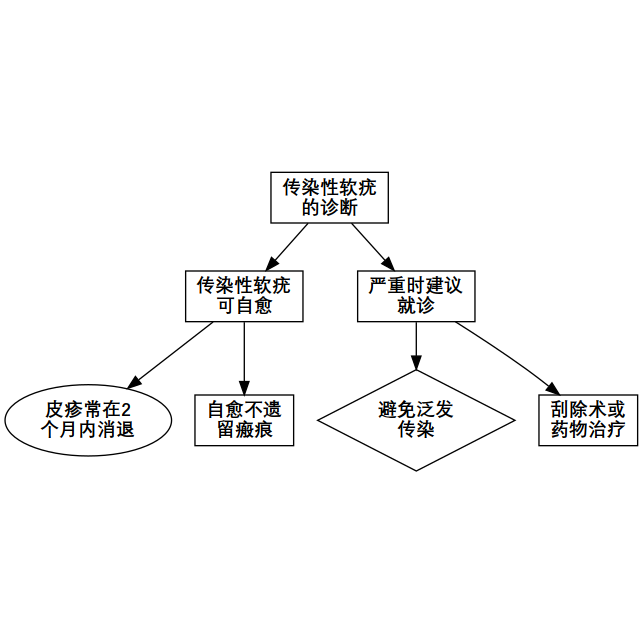 传染性软疣
的诊断
传染性软疣
可自愈
严重时建议
就诊
皮疹常在2
个月内消退
自愈不遗
留瘢痕
避免泛发
传染
刮除术或
药物治疗